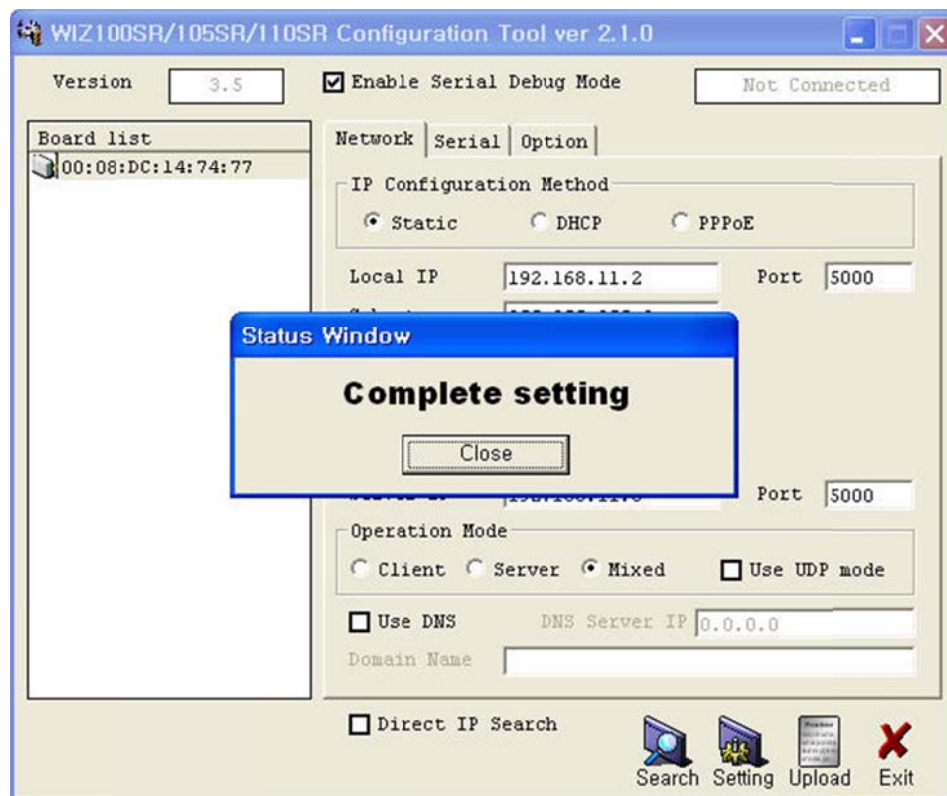 WIZ100SR/105SR/110SR Configuration Tool ver 2.1.0
Version 3.5 Enable Serial Debug Mode Not Connected
Board list
00:08:DC:14:74:77
Network Serial Option
IP Configuration Method
Static DHCP PPPoE
Local IP 192.168.11.2 Port 5000
Status Window
Complete setting
Close
Port 5000
Operation Mode
Client Server Mixed Use UDP mode
Use DNS DNS Server IP 0.0.0.0
Domain Name
Direct IP Search
Search Setting Upload Exit